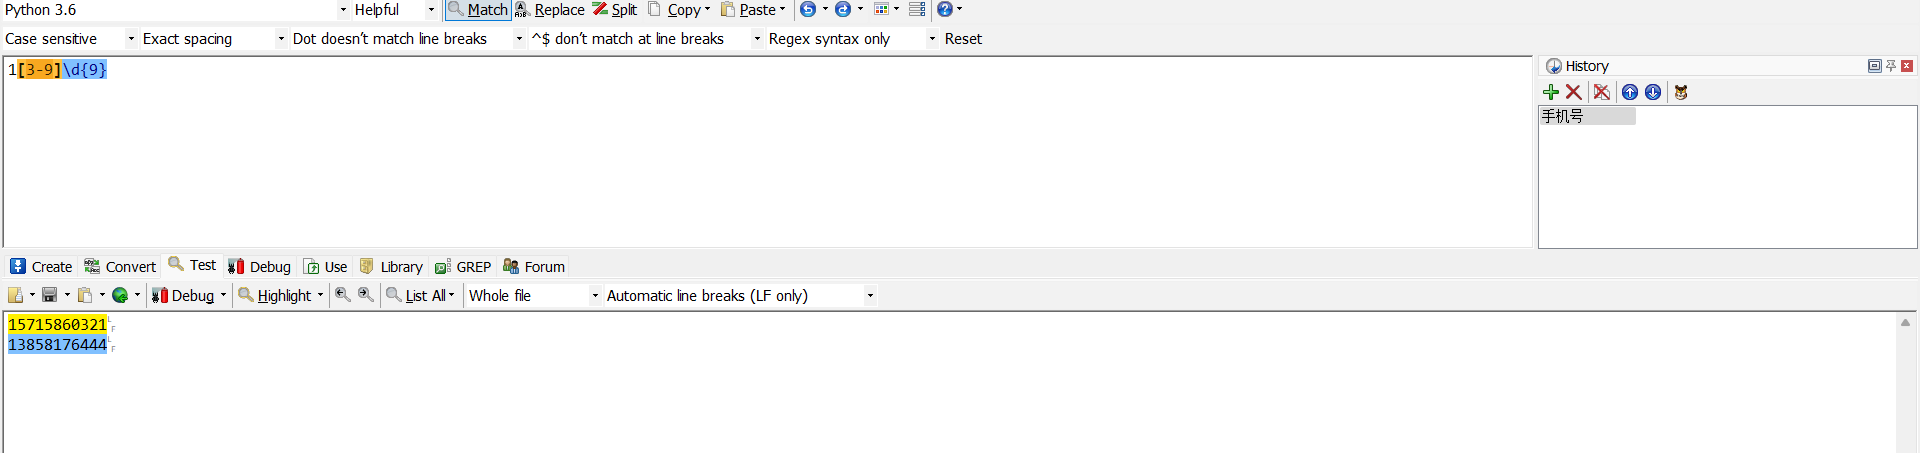 Python 3.6 Helpful Match Replace Split Copy Paste
Case sensitive Exact spacing Dot doesn't match line breaks ^$ don't match at line breaks Regex syntax only Reset
1[3-9]\d{9}
History
手机号
Create Convert Test Debug Use Library GREP Forum
Debug Highlight List All Whole file Automatic line breaks (LF only)
15715860321 LF
13858176444 LF